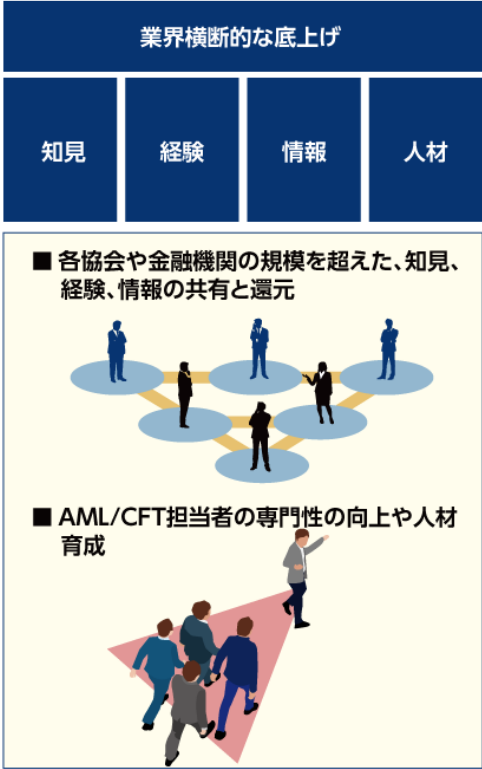 業界横断的な底上げ
知見
経験
情報
人材
■ 各協会や金融機関の規模を超えた、知見、
経験、情報の共有と還元
■ AML/CFT担当者の専門性の向上や人材
育成